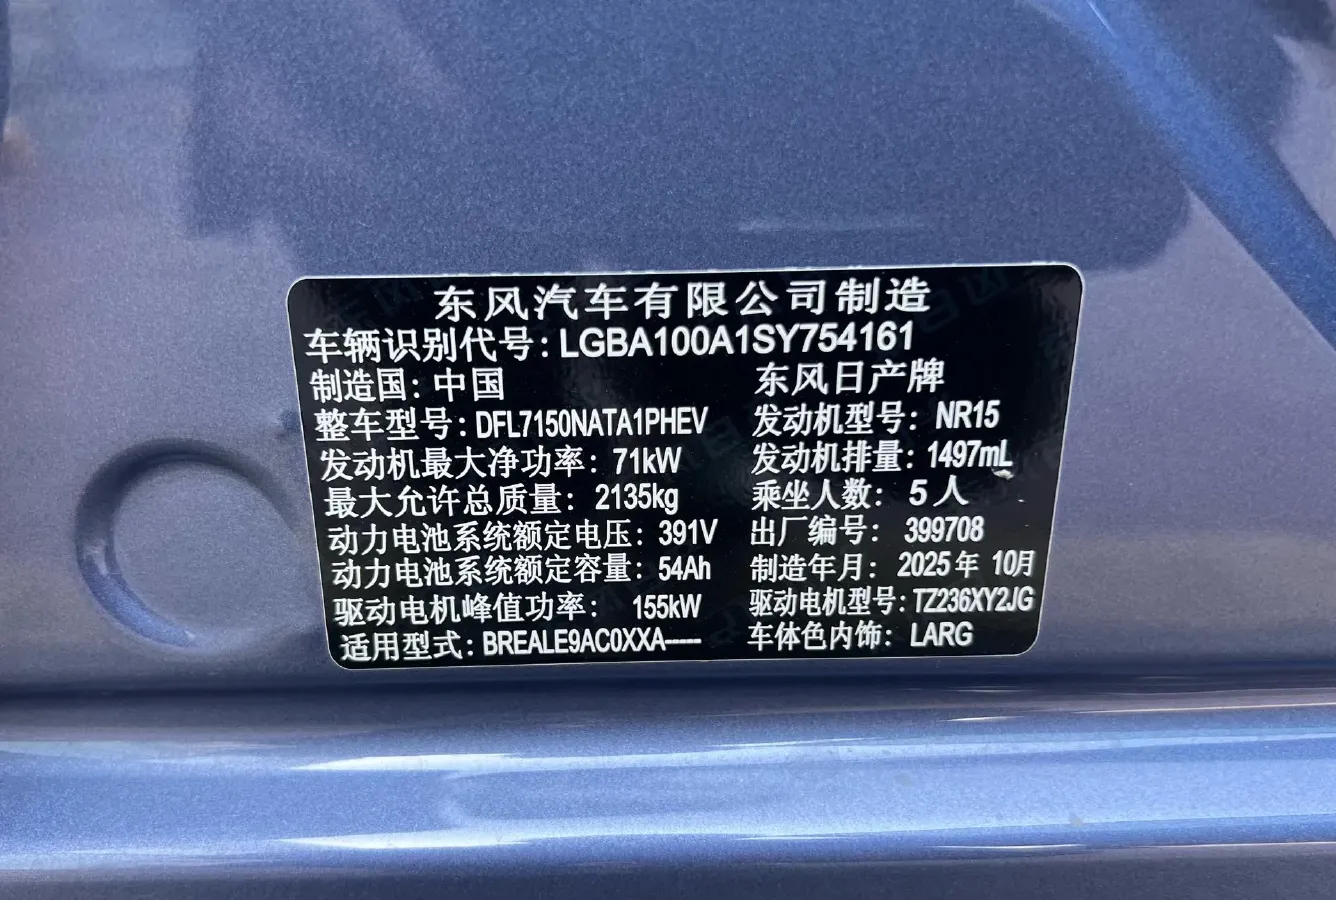 东风汽车有限公司制造
车辆识别代号:LGBA100A1SY754161
制造国:中国 东风日产牌
整车型号:DFL7150NATA1PHEV 发动机型号:NR15
发动机最大净功率:71kW 发动机排量:1497mL
最大允许总质量:2135kg 乘坐人数:5人
动力电池系统额定电压:391V 出厂编号:399708
动力电池系统额定容量:54Ah 制造年月:2025年 10月
驱动电机峰值功率:155kW 驱动电机型号:TZ236XY2JG
适用型式:BREALE9AC0XXA----- 车体色内饰:LARG